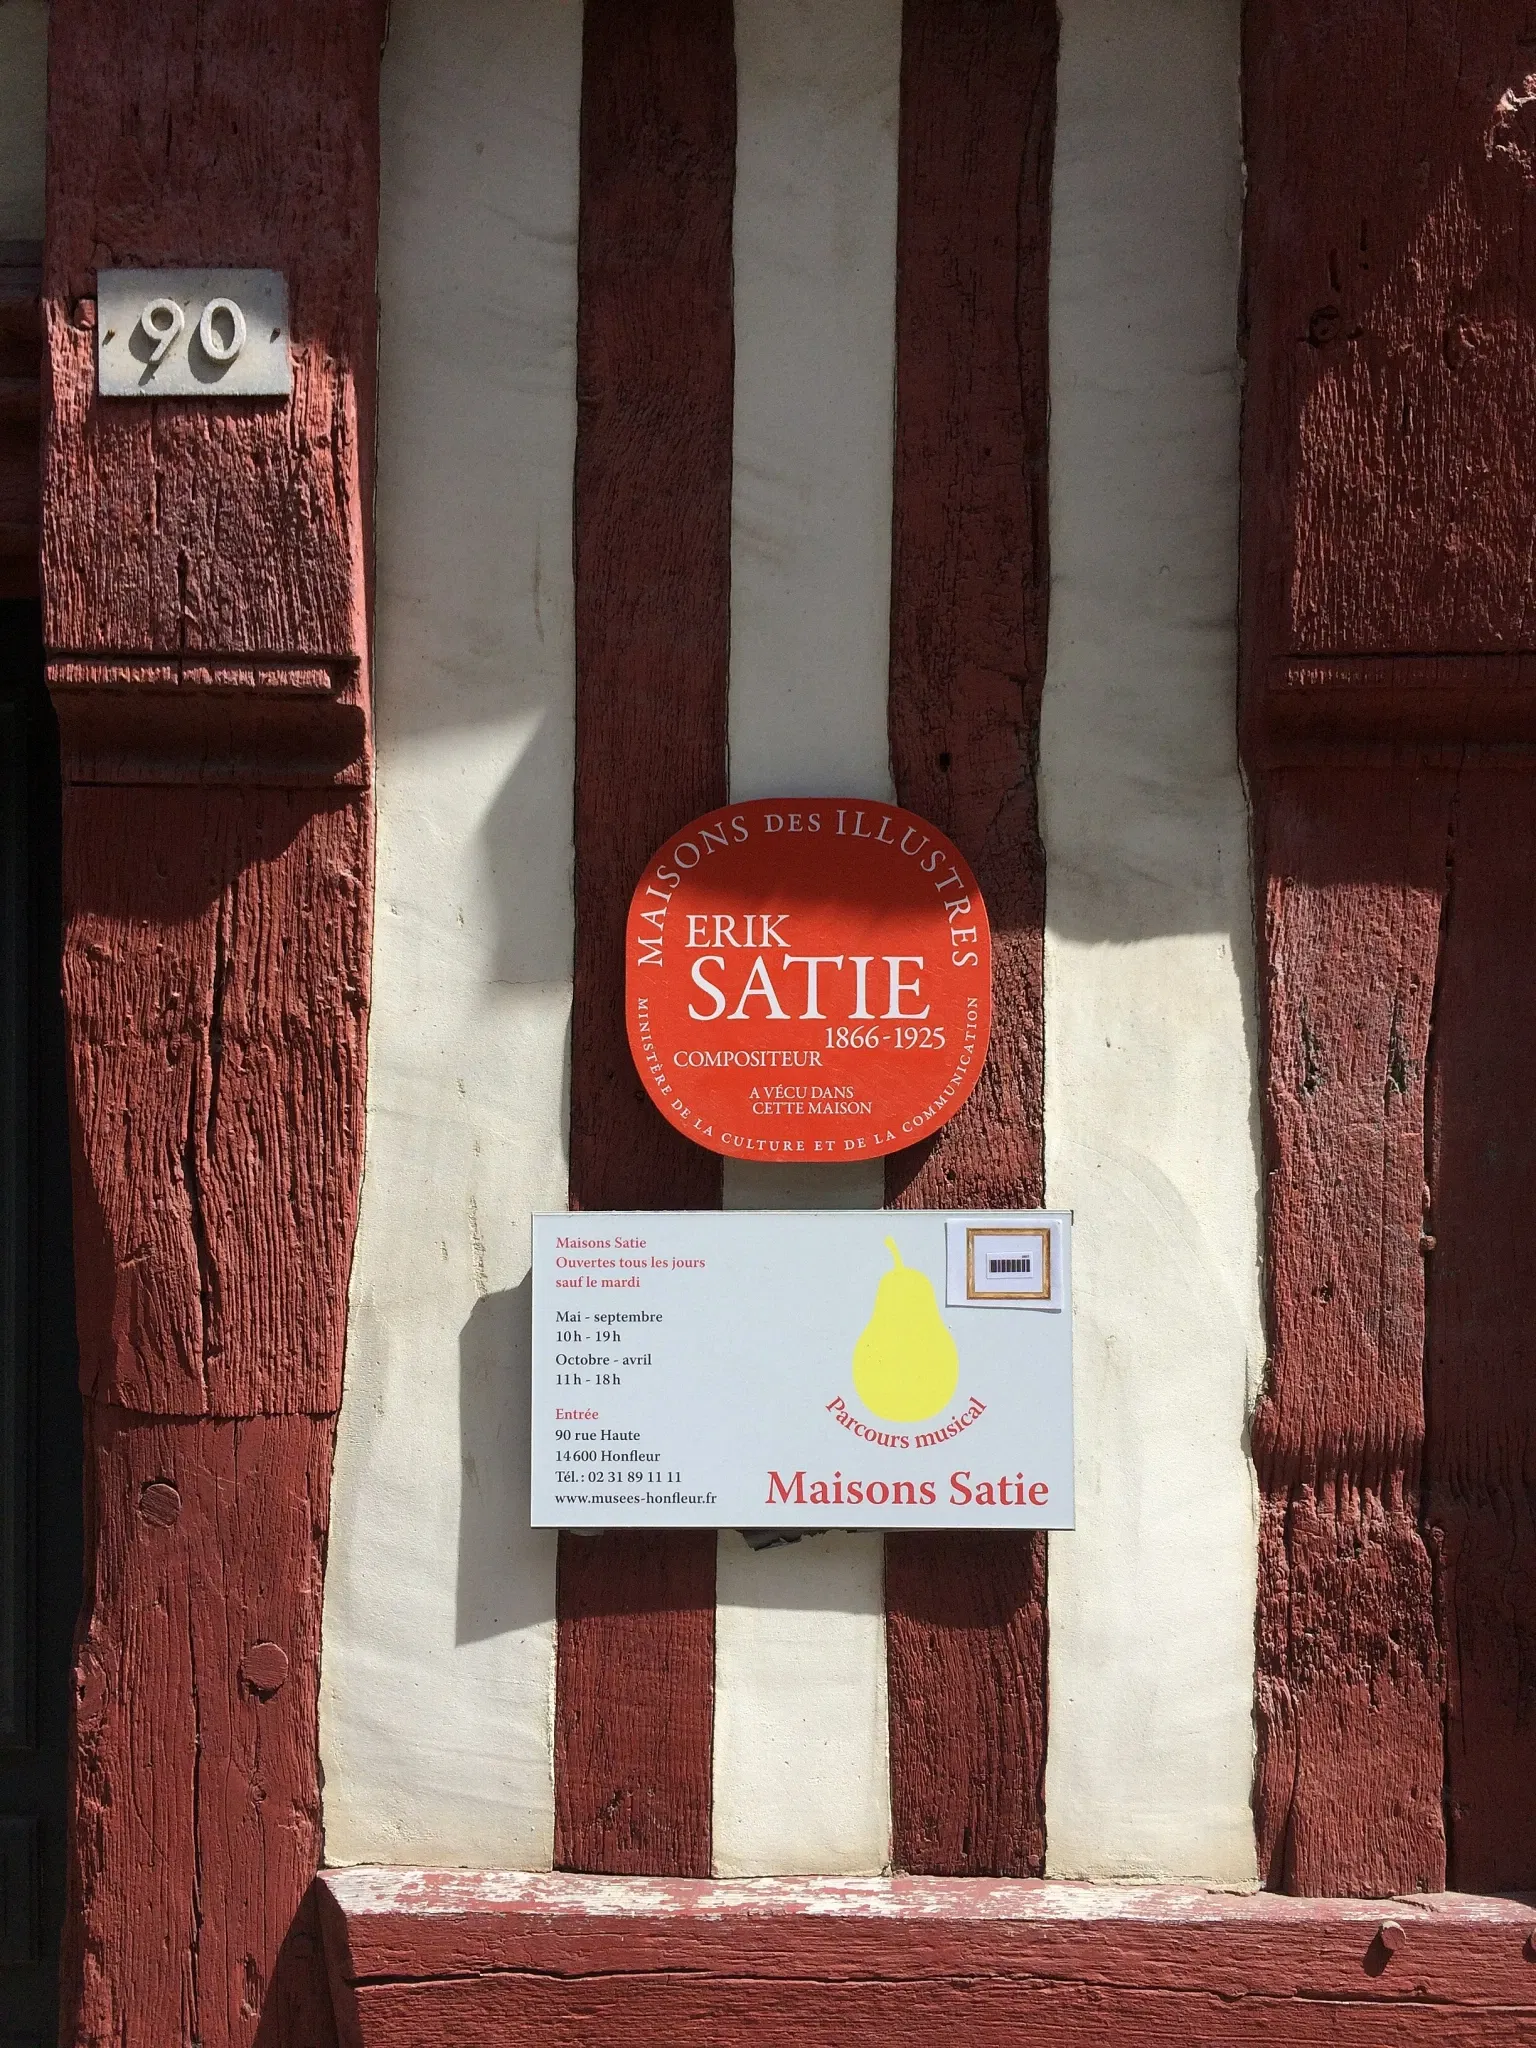 90
MAISONS DES ILLUSTRES
ERIK
SATIE
1866-1925
COMPOSITEUR
A VÉCU DANS
CETTE MAISON
MINISTÈRE DE LA CULTURE ET DE LA COMMUNICATION
Maisons Satie
Ouvertes tous les jours
sauf le mardi
Mai - septembre
10h - 19h
Octobre - avril
11h - 18h
Entrée
90 rue Haute
14600 Honfleur
Tél.: 02 31 89 11 11
www.musees-honfleur.fr
Parcours musical
Maisons Satie